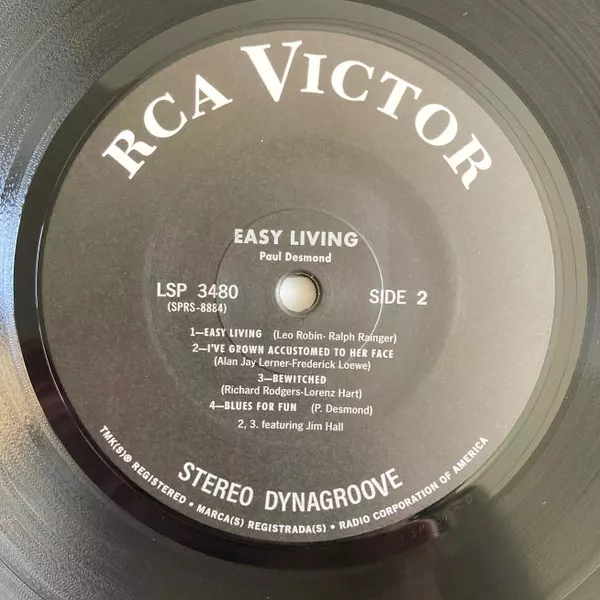 RCA VICTOR
EASY LIVING
Paul Desmond
LSP 3480
(SPRS-8884)
SIDE 2
1—EASY LIVING (Leo Robin- Ralph Rainger)
2—I'VE GROWN ACCUSTOMED TO HER FACE
(Alan Jay Lerner-Frederick Loewe)
3—BEWITCHED
(Richard Rodgers-Lorenz Hart)
4—BLUES FOR FUN (P. Desmond)
2, 3. featuring Jim Hall
STEREO DYNAGROOVE
TMK(S)® REGISTERED • MARCA(S) REGISTRADA(S) • RADIO CORPORATION OF AMERICA